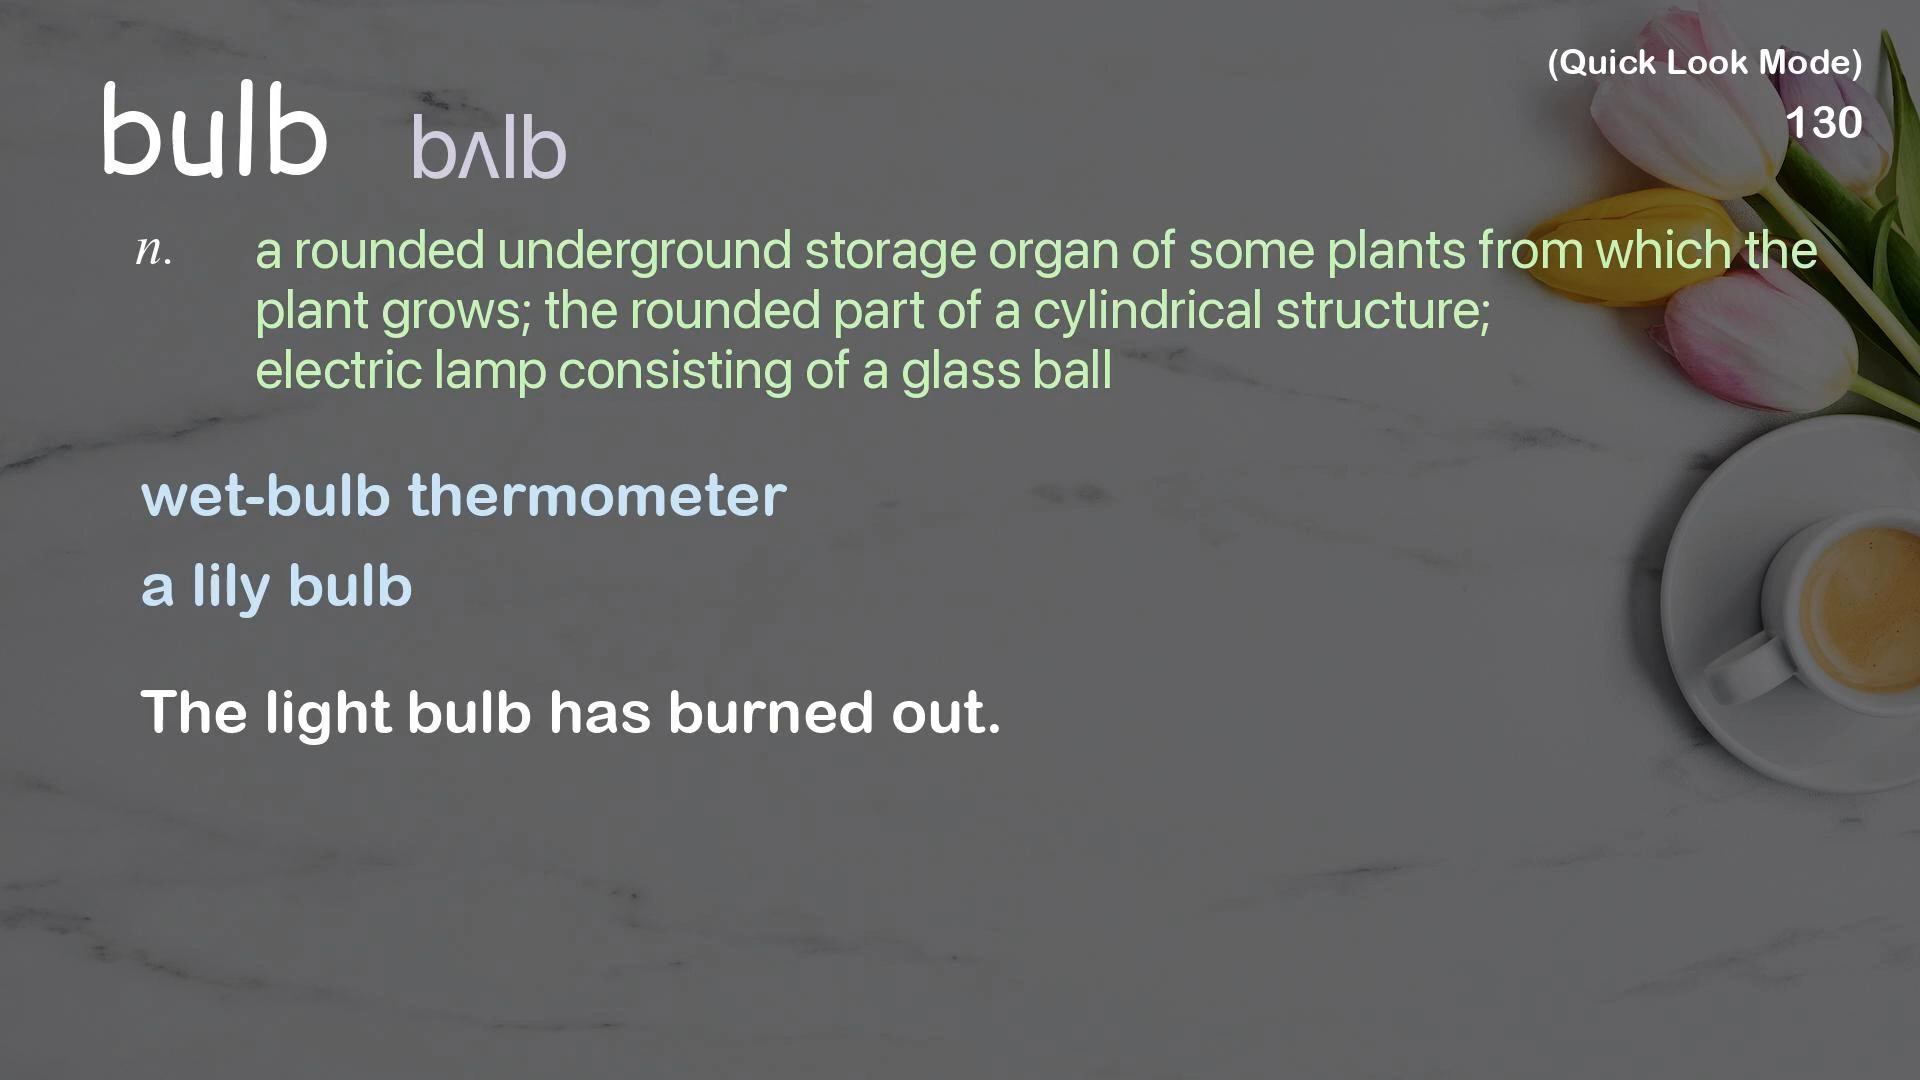 (Quick Look Mode)
130
bulb bʌlb
n. a rounded underground storage organ of some plants from which the
plant grows; the rounded part of a cylindrical structure;
electric lamp consisting of a glass ball
wet-bulb thermometer
a lily bulb
The light bulb has burned out.